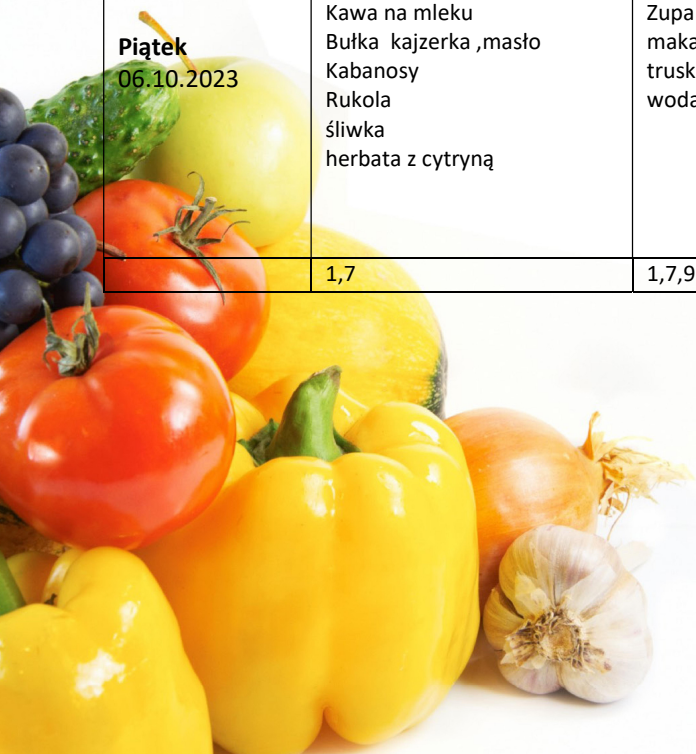 Piątek
06.10.2023
Kawa na mleku
Bułka  kajzerka ,masło
Kabanosy
Rukola
śliwka
herbata z cytryną
Zupa
1,7
1,7,9